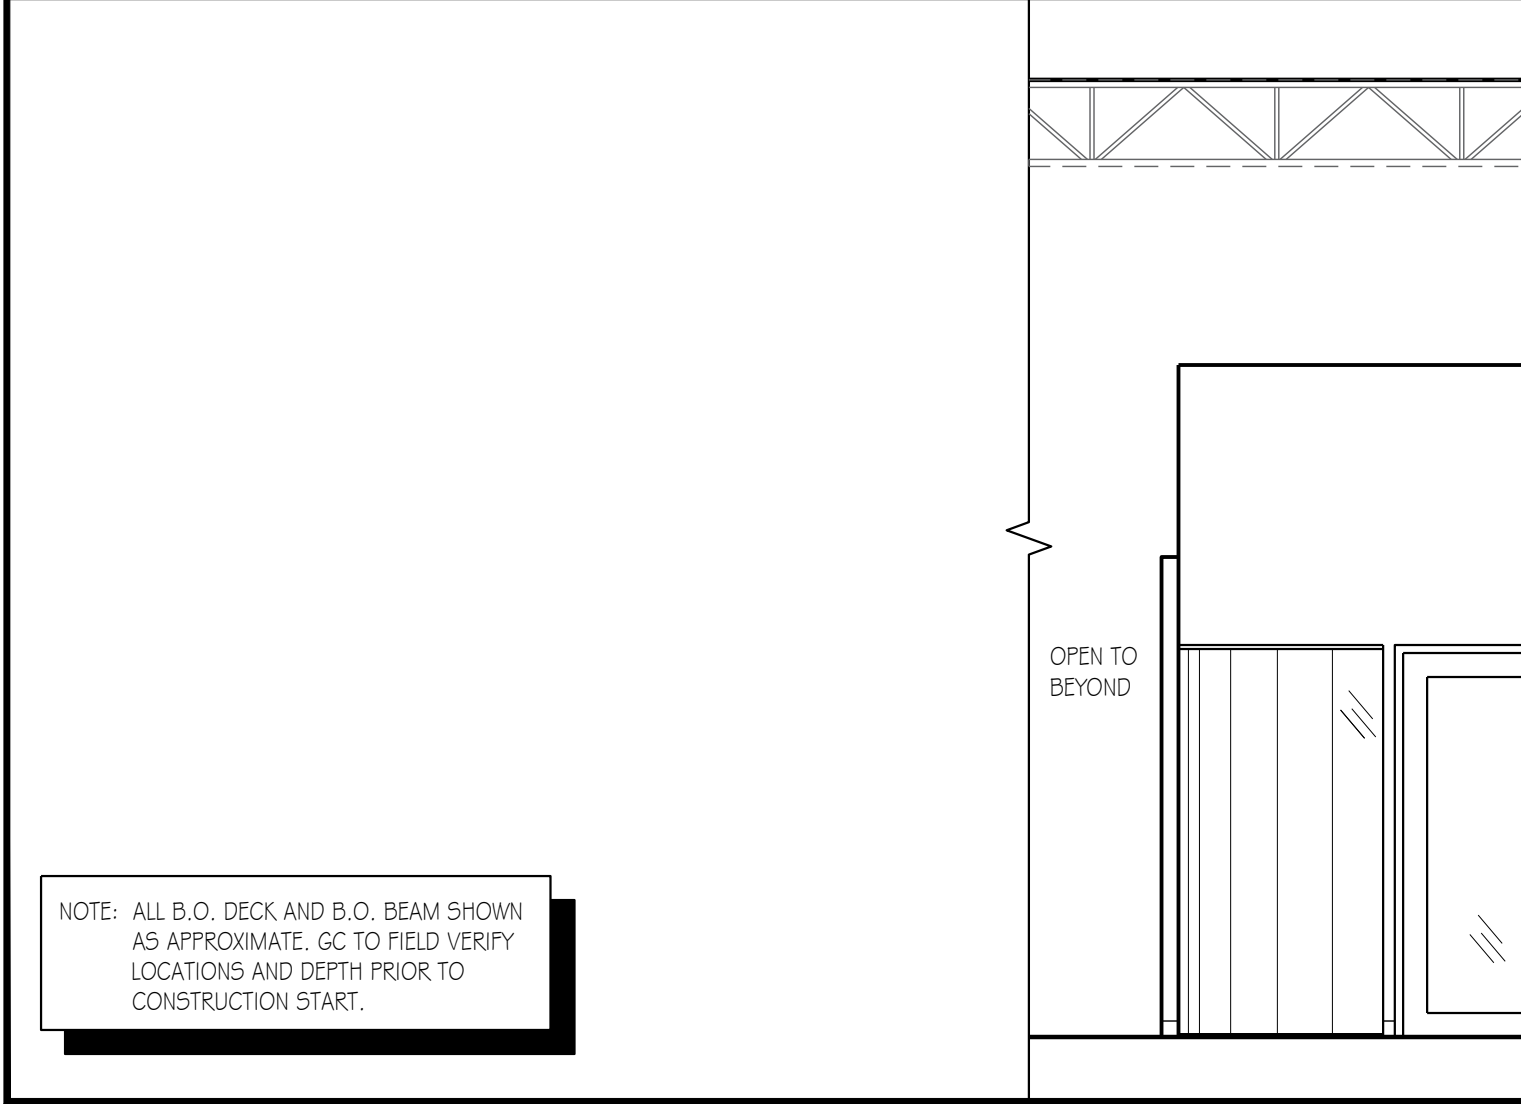 OPEN TO
BEYOND
NOTE: ALL B.O. DECK AND B.O. BEAM SHOWN
AS APPROXIMATE. GC TO FIELD VERIFY
LOCATIONS AND DEPTH PRIOR TO
CONSTRUCTION START.